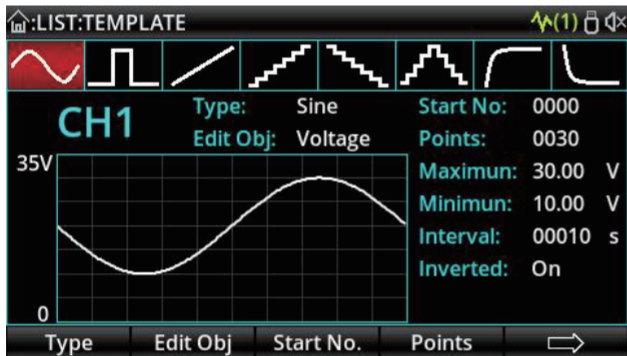 :LIST:TEMPLATE (1)
CH1
Type: Sine
Edit Obj: Voltage
Start No: 0000
Points: 0030
Maximun: 30.00 V
Minimun: 10.00 V
Interval: 00010 s
Inverted: On
35V
0
Type Edit Obj Start No. Points